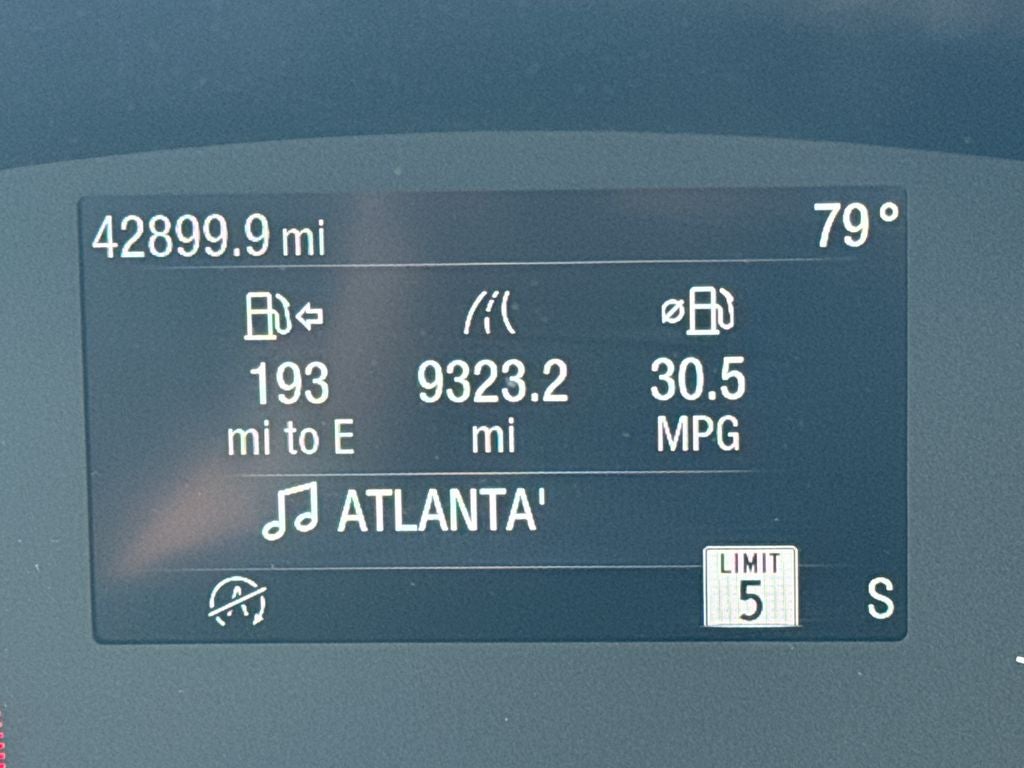 42899.9 mi 79°
193 9323.2 30.5
mi to E mi MPG
ATLANTA'
LIMIT
5 S